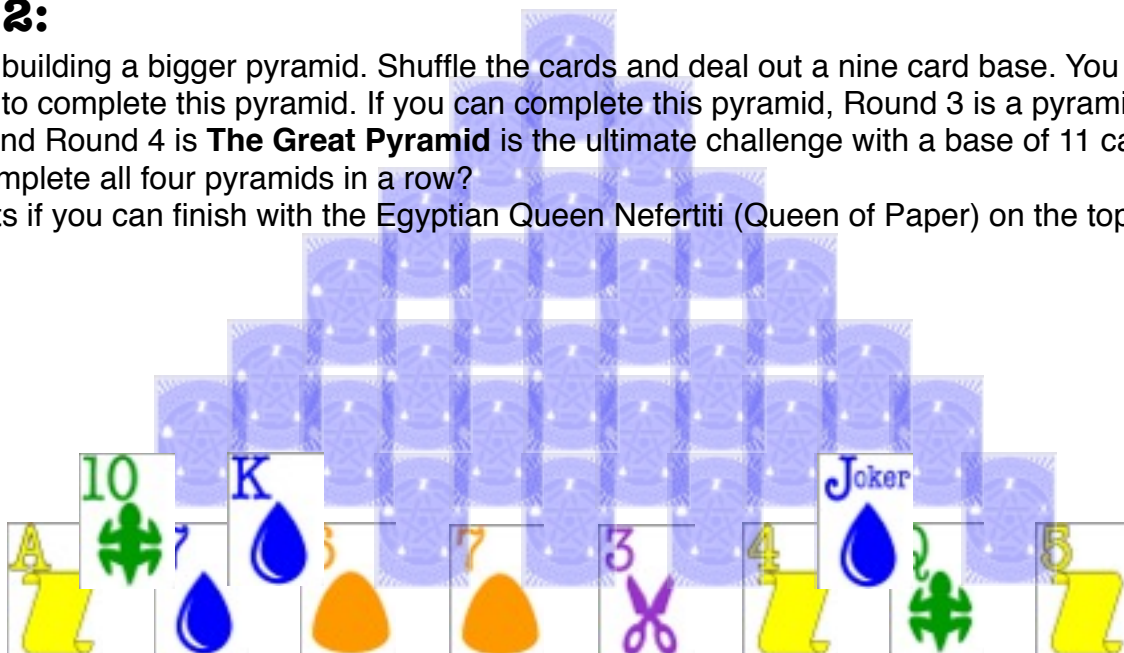 2:
building a bigger pyramid. Shuffle the cards and deal out a nine card base. You
to complete this pyramid. If you can complete this pyramid, Round 3 is a pyrami
nd Round 4 is The Great Pyramid is the ultimate challenge with a base of 11 ca
mplete all four pyramids in a row?
ts if you can finish with the Egyptian Queen Nefertiti (Queen of Paper) on the top
10 K Joker
A 7 6 7 3 4 Q 5